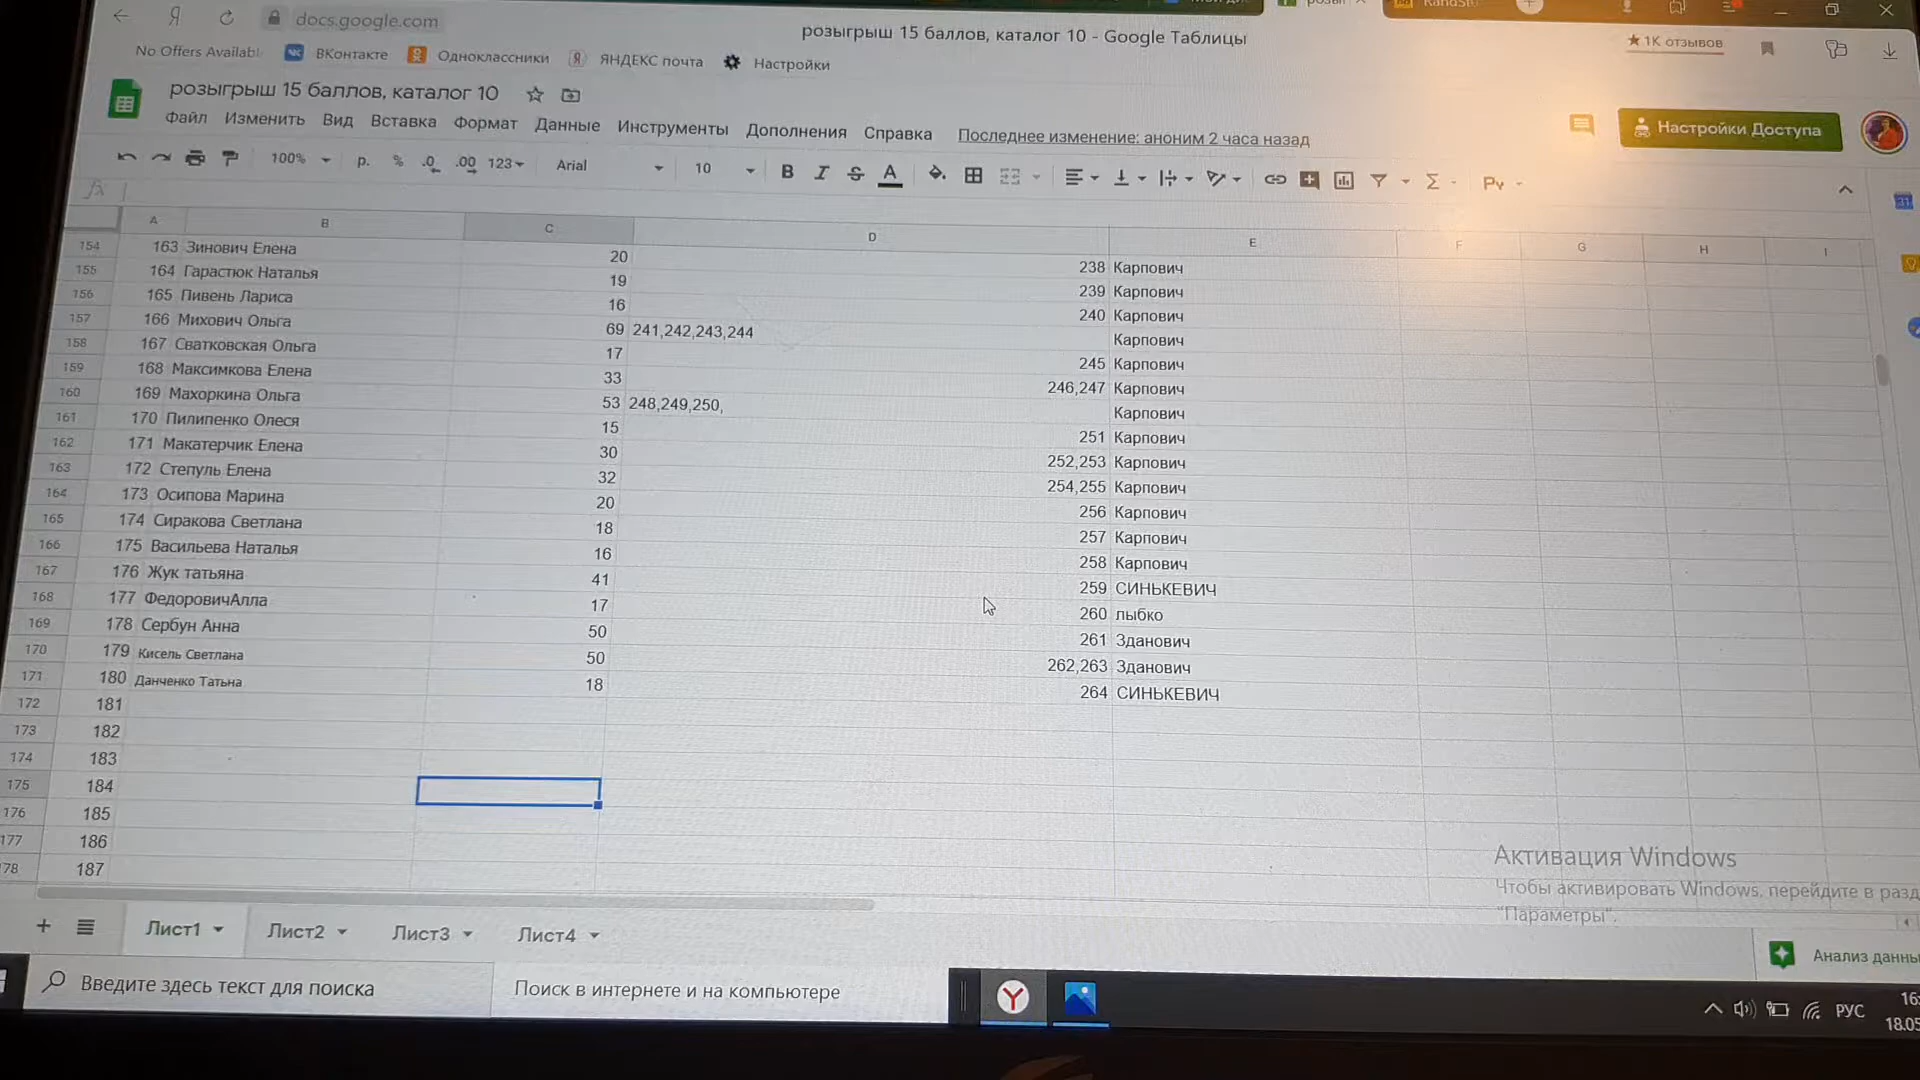 docs.google.com
розыгрыш 15 баллов, каталог 10 - Google Таблицы
1К отзывов
No Offers Availabl
ВКонтакте
Одноклассники
ЯНДЕКС почта
Настройки
розыгрыш 15 баллов, каталог 10
Файл Изменить Вид Вставка Формат Данные Инструменты Дополнения Справка Последнее изменение: аноним 2 часа назад
Настройки Доступа
100% р. % .0 .00 123 Arial 10 B I S A
A B C D E F G H I
154 163 Зинович Елена 20 238 Карпович
155 164 Гарастюк Наталья 19 239 Карпович
156 165 Пивень Лариса 16 240 Карпович
157 166 Михович Ольга 69 241,242,243,244 Карпович
158 167 Сватковская Ольга 17 245 Карпович
159 168 Максимкова Елена 33 246,247 Карпович
160 169 Махоркина Ольга 53 248,249,250, Карпович
161 170 Пилипенко Олеся 15 251 Карпович
162 171 Макатерчик Елена 30 252,253 Карпович
163 172 Степуль Елена 32 254,255 Карпович
164 173 Осипова Марина 20 256 Карпович
165 174 Сиракова Светлана 18 257 Карпович
166 175 Васильева Наталья 16 258 Карпович
167 176 Жук татьяна 41 259 СИНЬКЕВИЧ
168 177 ФедоровичАлла 17 260 лыбко
169 178 Сербун Анна 50 261 Зданович
170 179 Кисель Светлана 50 262,263 Зданович
171 180 Данченко Татьна 18 264 СИНЬКЕВИЧ
172 181
173 182
174 183
175 184
176 185
177 186
78 187
Активация Windows
Чтобы активировать Windows, перейдите в разд
"Параметры".
Лист1 Лист2 Лист3 Лист4
Анализ данны
Введите здесь текст для поиска
Поиск в интернете и на компьютере
РУС
16:
18.05